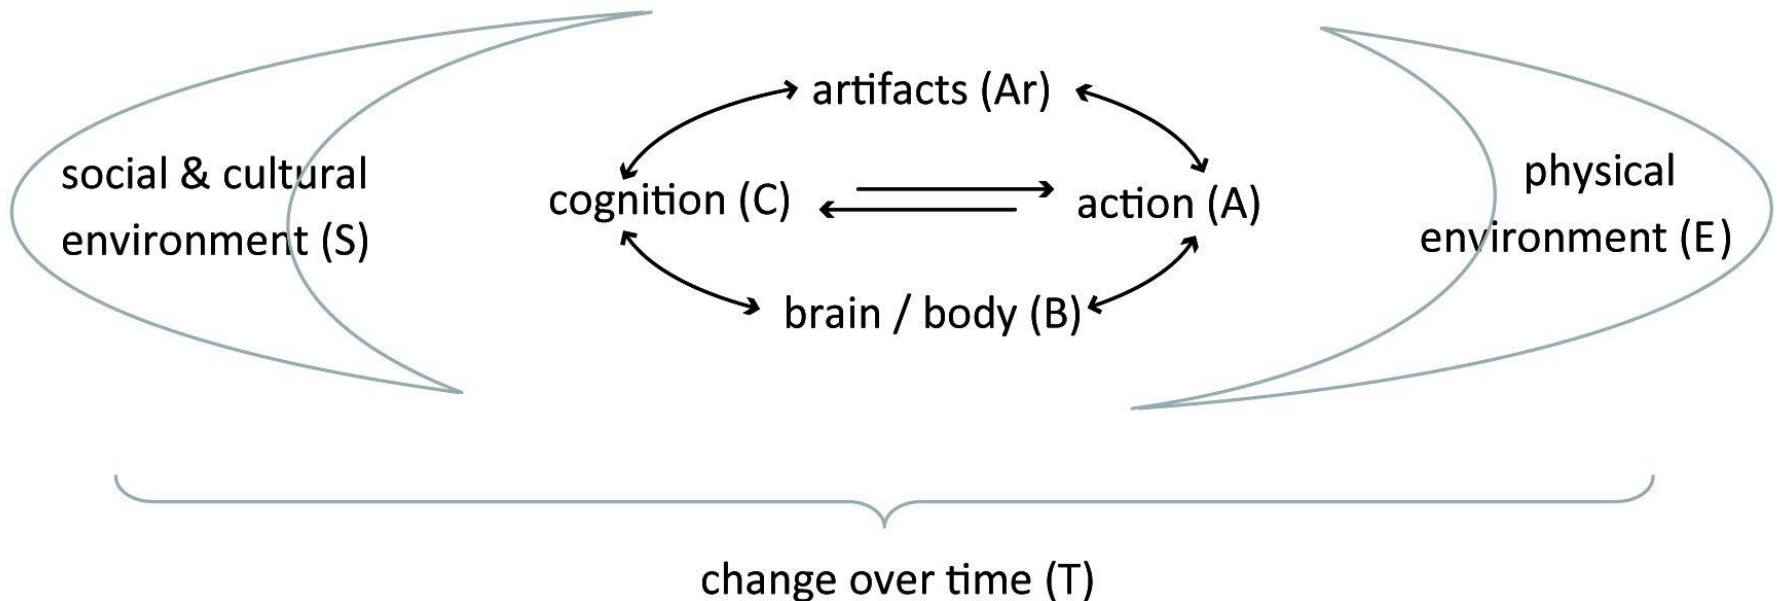 artifacts (Ar)
social & cultural
environment (S)
cognition (C)
action (A)
physical
environment (E)
brain / body (B)
change over time (T)